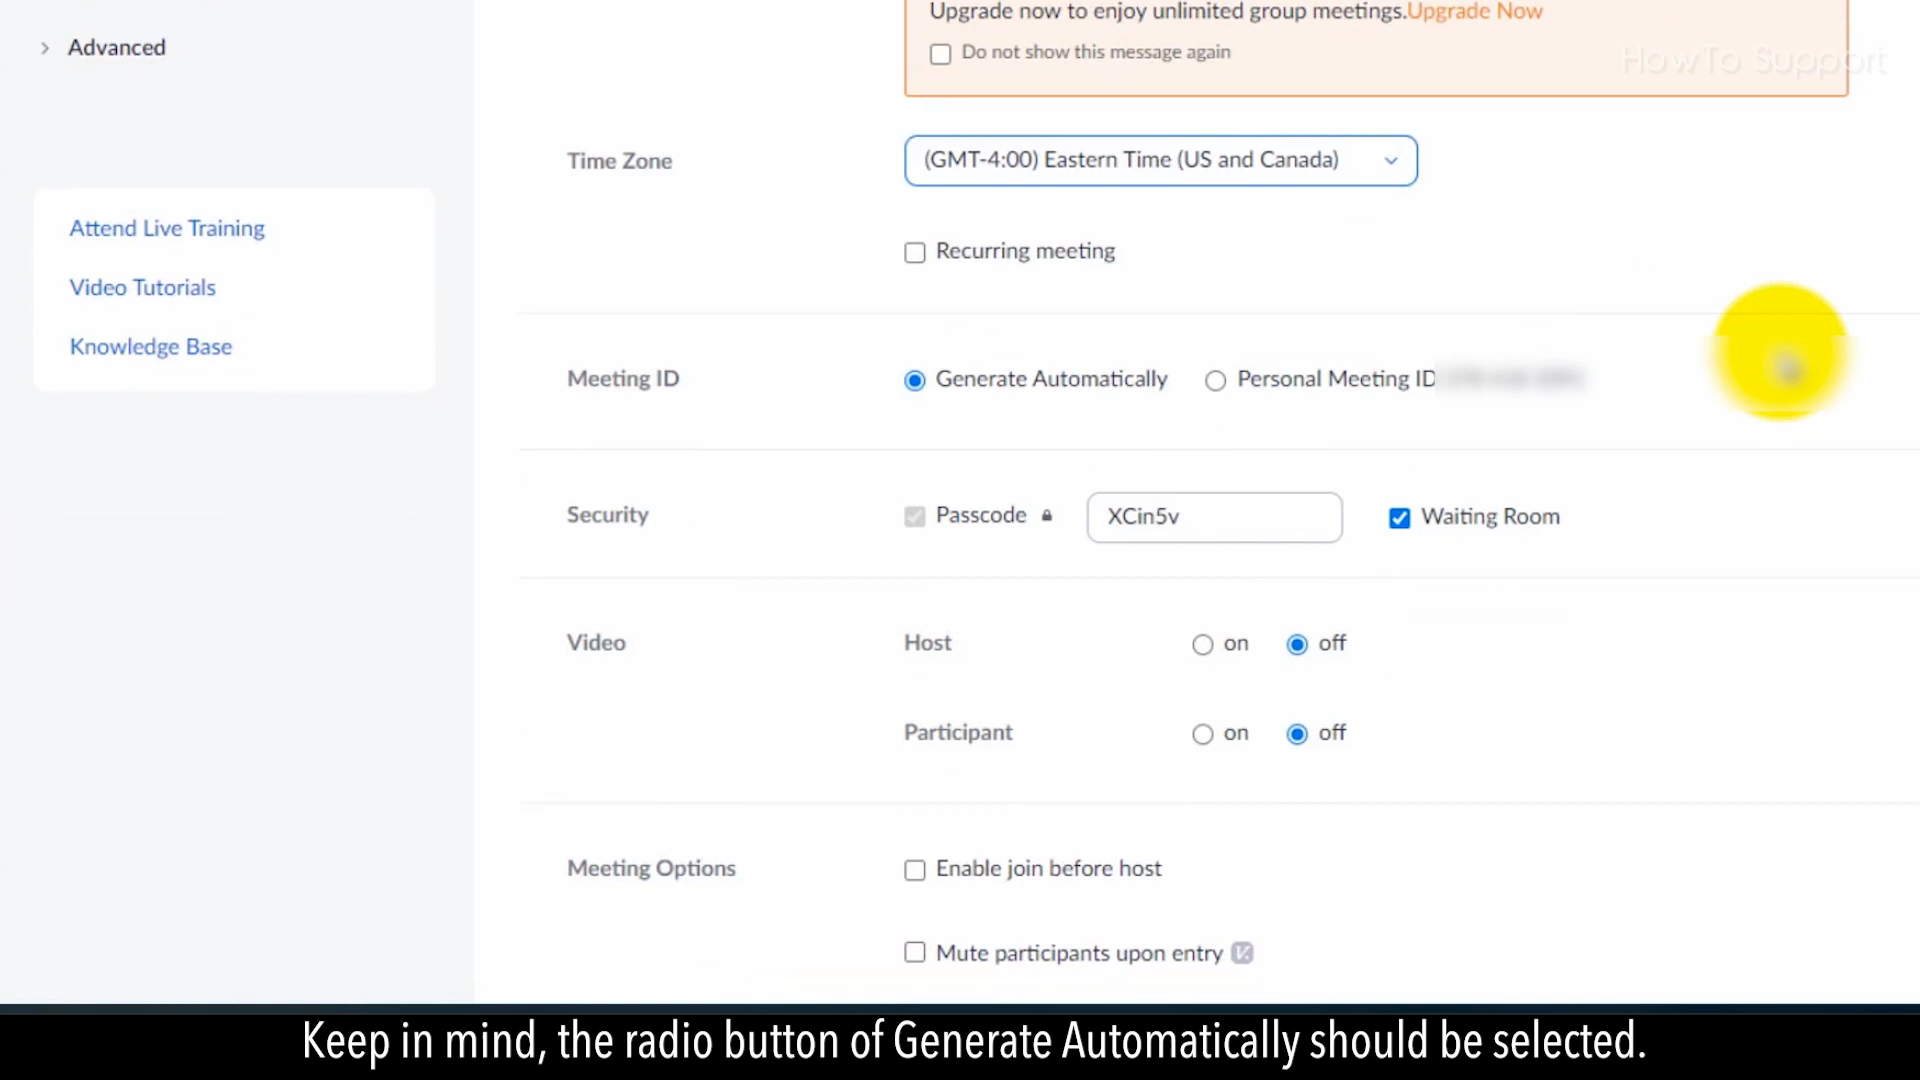 Upgrade now to enjoy unlimited group meetings.Upgrade Now
Do not show this message again
HowTo Support
Advanced
Time Zone
(GMT-4:00) Eastern Time (US and Canada)
Attend Live Training
Video Tutorials
Knowledge Base
Recurring meeting
Meeting ID
Generate Automatically
Personal Meeting ID
Security
Passcode
XCin5v
Waiting Room
Video
Host
on
off
Participant
on
off
Meeting Options
Enable join before host
Mute participants upon entry
Keep in mind, the radio button of Generate Automatically should be selected.